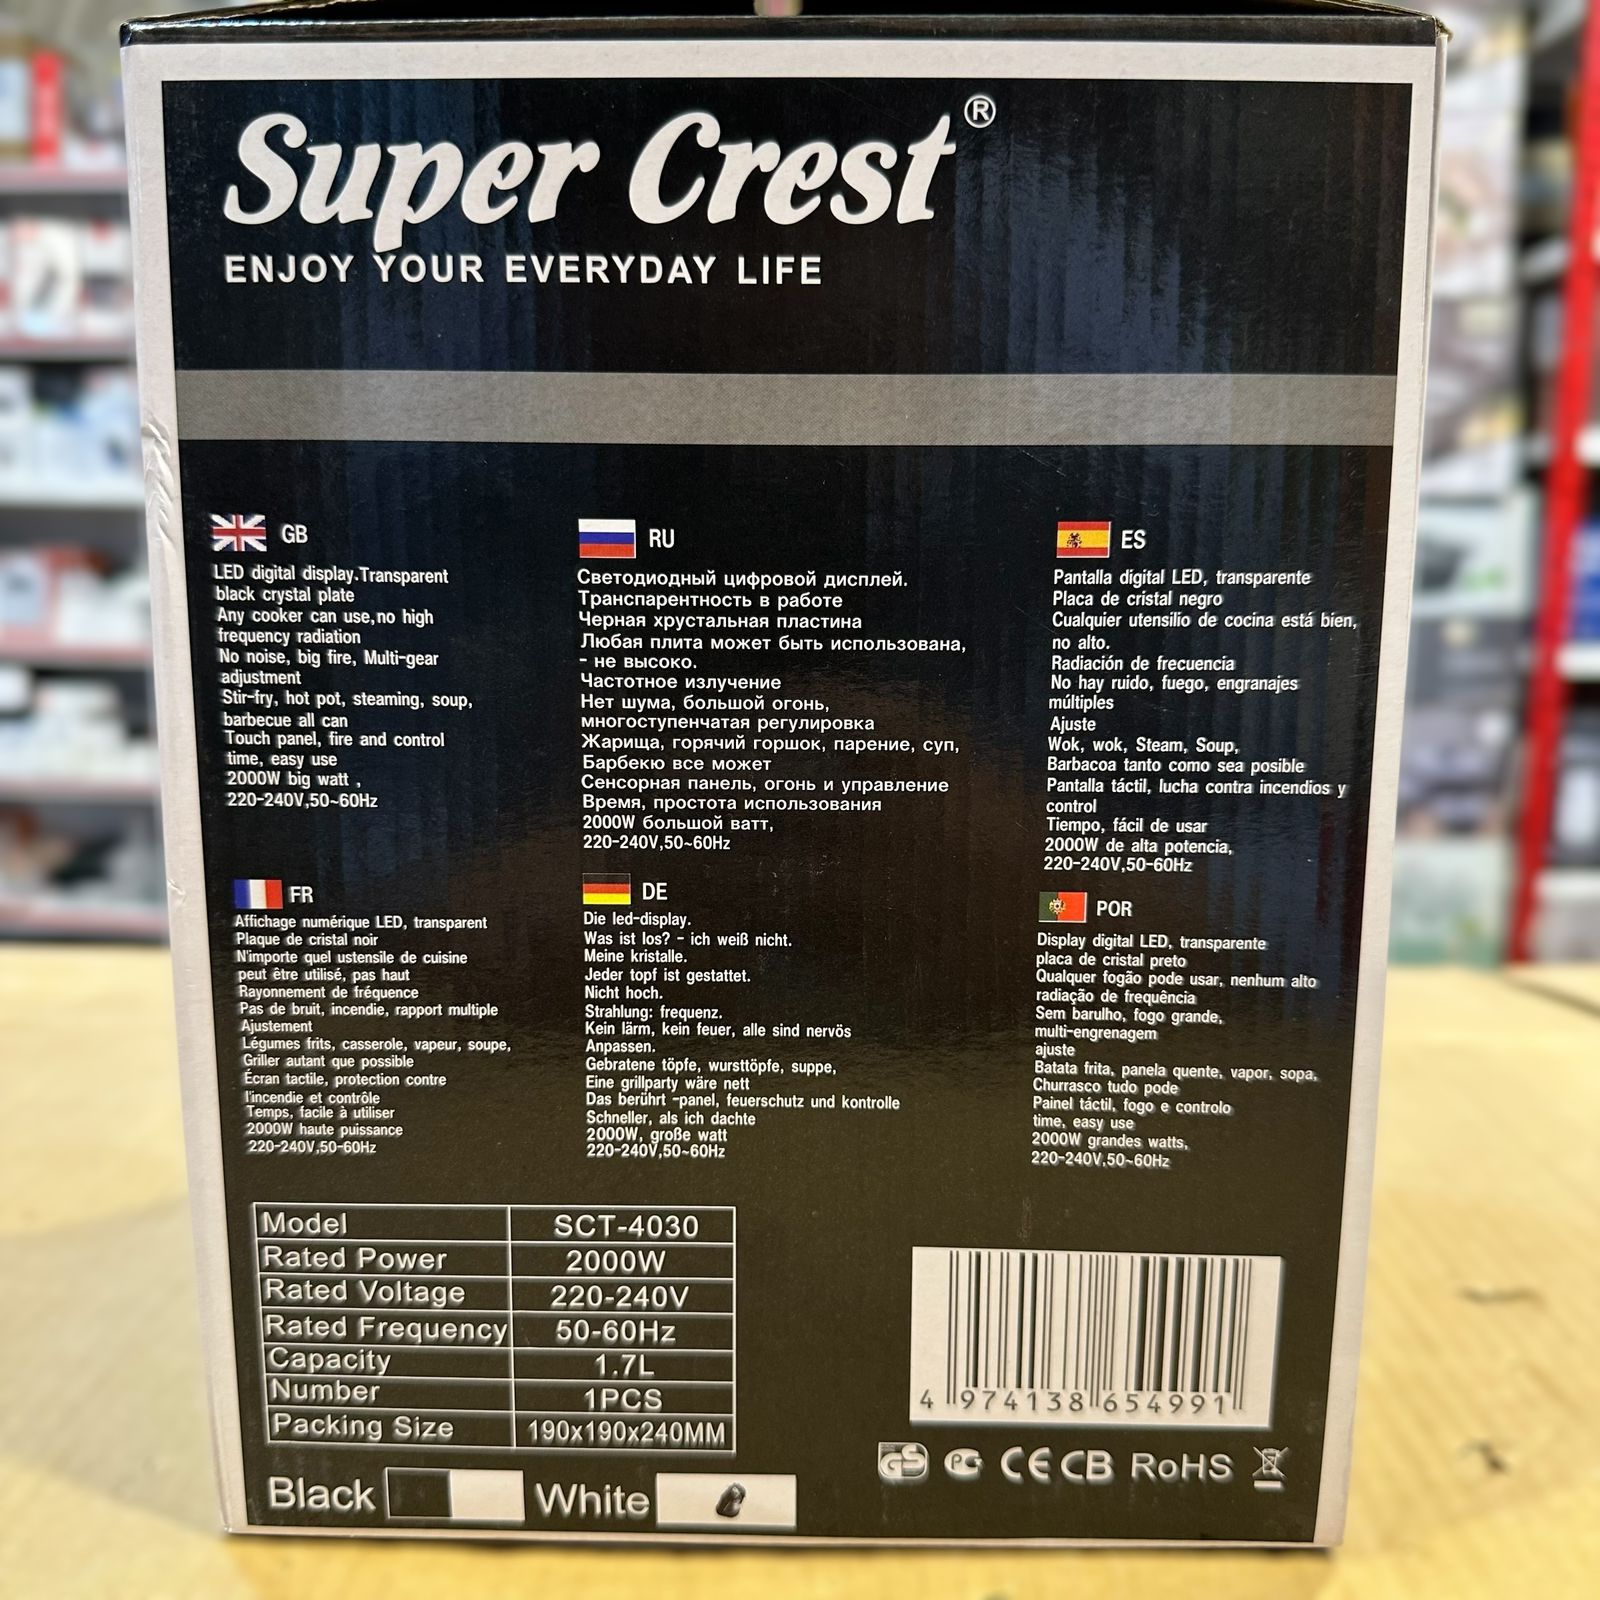 Super Crest®
ENJOY YOUR EVERYDAY LIFE
GB
LED digital display.Transparent
black crystal plate
Any cooker can use,no high
frequency radiation
No noise, big fire, Multi-gear
adjustment
Stir-fry, hot pot, steaming, soup,
barbecue all can
Touch panel, fire and control
time, easy use
2000W big watt ,
220-240V,50~60Hz
RU
Светодиодный цифровой дисплей.
Транспарентность в работе
Черная хрустальная пластина
Любая плита может быть использована,
- не высоко.
Частотное излучение
Нет шума, большой огонь,
многоступенчатая регулировка
Жарища, горячий горшок, парение, суп,
Барбекю все может
Сенсорная панель, огонь и управление
Время, простота использования
2000W большой ватт,
220-240V,50~60Hz
ES
Pantalla digital LED, transparente
Placa de cristal negro
Cualquier utensilio de cocina está bien,
no alto.
Radiación de frecuencia
No hay ruido, fuego, engranajes
múltiples
Ajuste
Wok, wok, Steam, Soup,
Barbacoa tanto como sea posible
Pantalla táctil, lucha contra incendios y
control
Tiempo, fácil de usar
2000W de alta potencia,
220-240V,50-60Hz
FR
Affichage numérique LED, transparent
Plaque de cristal noir
N'importe quel ustensile de cuisine
peut être utilisé, pas haut
Rayonnement de fréquence
Pas de bruit, incendie, rapport multiple
Ajustement
Légumes frits, casserole, vapeur, soupe,
Griller autant que possible
Écran tactile, protection contre
l'incendie et contrôle
Temps, facile à utiliser
2000W haute puissance
220-240V,50-60Hz
DE
Die led-display.
Was ist los? - ich weiß nicht.
Meine kristalle.
Jeder topf ist gestattet.
Nicht hoch.
Strahlung: frequenz.
Kein lärm, kein feuer, alle sind nervös
Anpassen.
Gebratene töpfe, wursttöpfe, suppe,
Eine grillparty wäre nett
Das berührt -panel, feuerschutz und kontrolle
Schneller, als ich dachte
2000W, große watt
220-240V,50~60Hz
POR
Display digital LED, transparente
placa de cristal preto
Qualquer fogão pode usar, nenhum alto
radiação de frequência
Sem barulho, fogo grande,
multi-engrenagem
ajuste
Batata frita, panela quente, vapor, sopa,
Churrasco tudo pode
Painel táctil, fogo e controlo
time, easy use
2000W grandes watts,
220-240V,50~60Hz
Model SCT-4030
Rated Power 2000W
Rated Voltage 220-240V
Rated Frequency 50-60Hz
Capacity 1.7L
Number 1PCS
Packing Size 190x190x240MM
Black White
4 974138 654991
GS PG CE CB RoHS